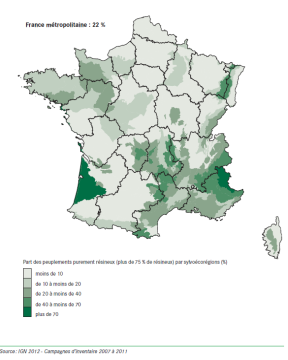 France métropolitaine : 22 %
Part des peuplements purement résineux (plus de 75 % de résineux) par sylvoécorégions (%)
moins de 10
de 10 à moins de 20
de 20 à moins de 40
de 40 à moins de 70
plus de 70
Source: IGN 2012 - Campagnes d'inventaire 2007 à 2011